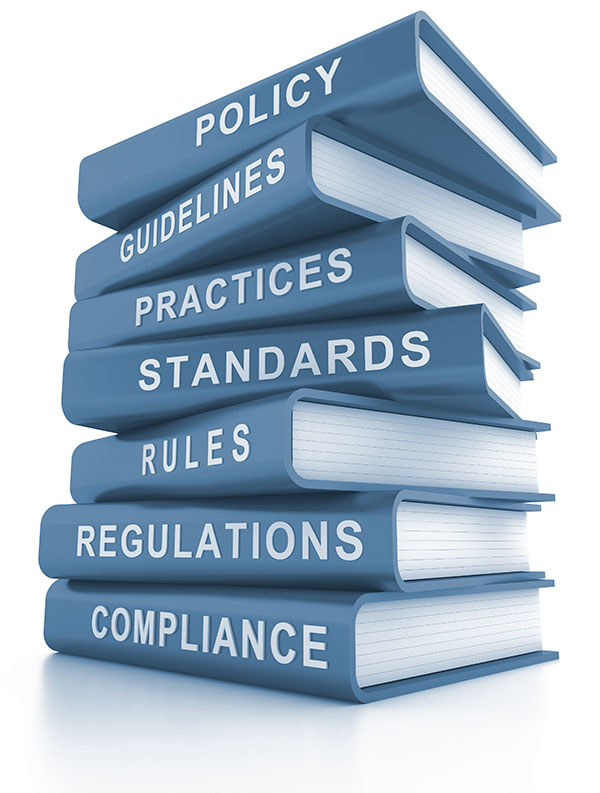 POLICY
GUIDELINES
PRACTICES
STANDARDS
RULES
REGULATIONS
COMPLIANCE